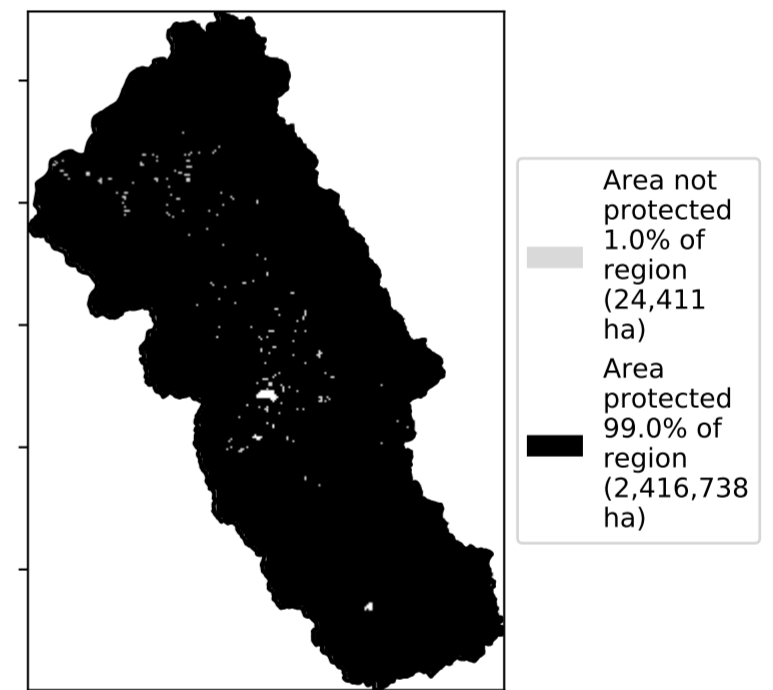 Area not
protected
1.0% of
region
(24,411
ha)
Area
protected
99.0% of
region
(2,416,738
ha)